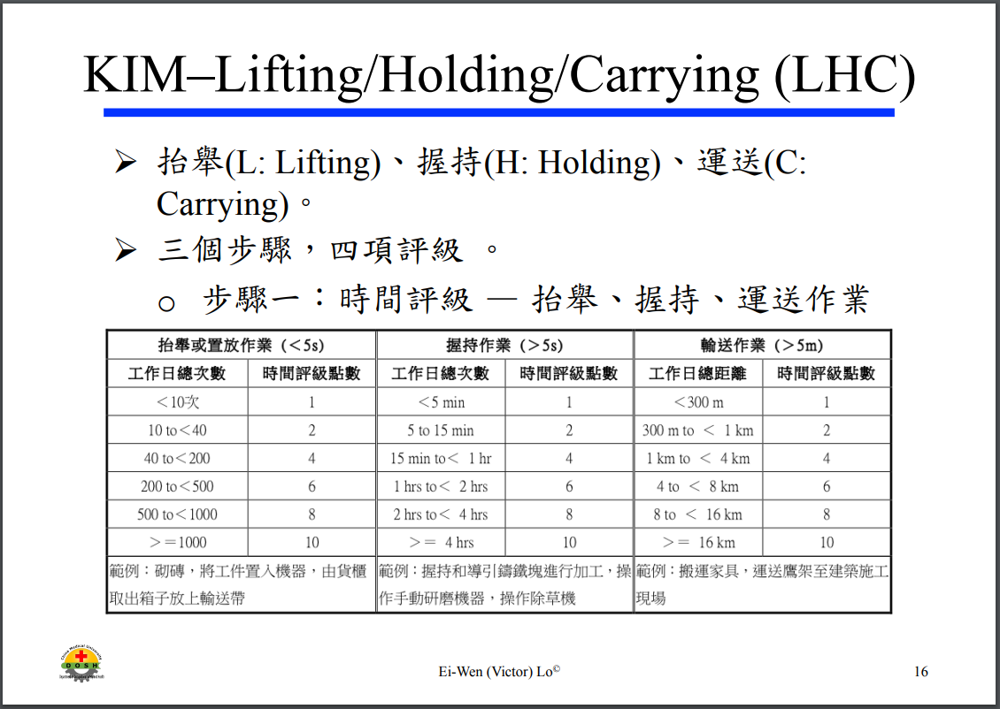 KIM–Lifting/Holding/Carrying (LHC)
➢ 抬舉(L: Lifting)、握持(H: Holding)、運送(C:
Carrying)。
➢ 三個步驟，四項評級 。
o 步驟一：時間評級 — 抬舉、握持、運送作業
抬舉或置放作業（＜5s） 握持作業（＞5s） 輸送作業（＞5m）
工作日總次數 時間評級點數 工作日總次數 時間評級點數 工作日總距離 時間評級點數
＜10次 1 ＜5 min 1 ＜300 m 1
10 to＜40 2 5 to 15 min 2 300 m to ＜ 1 km 2
40 to＜200 4 15 min to＜ 1 hr 4 1 km to ＜ 4 km 4
200 to＜500 6 1 hrs to＜ 2 hrs 6 4 to ＜ 8 km 6
500 to＜1000 8 2 hrs to＜ 4 hrs 8 8 to ＜ 16 km 8
＞＝1000 10 ＞＝ 4 hrs 10 ＞＝ 16 km 10
範例：砌磚，將工件置入機器，由貨櫃
取出箱子放上輸送帶
範例：握持和導引鑄鐵塊進行加工，操
作手動研磨機器，操作除草機
範例：搬運家具，運送鷹架至建築施工
現場
China Medical University
DOSH
Ei-Wen (Victor) Lo©
16